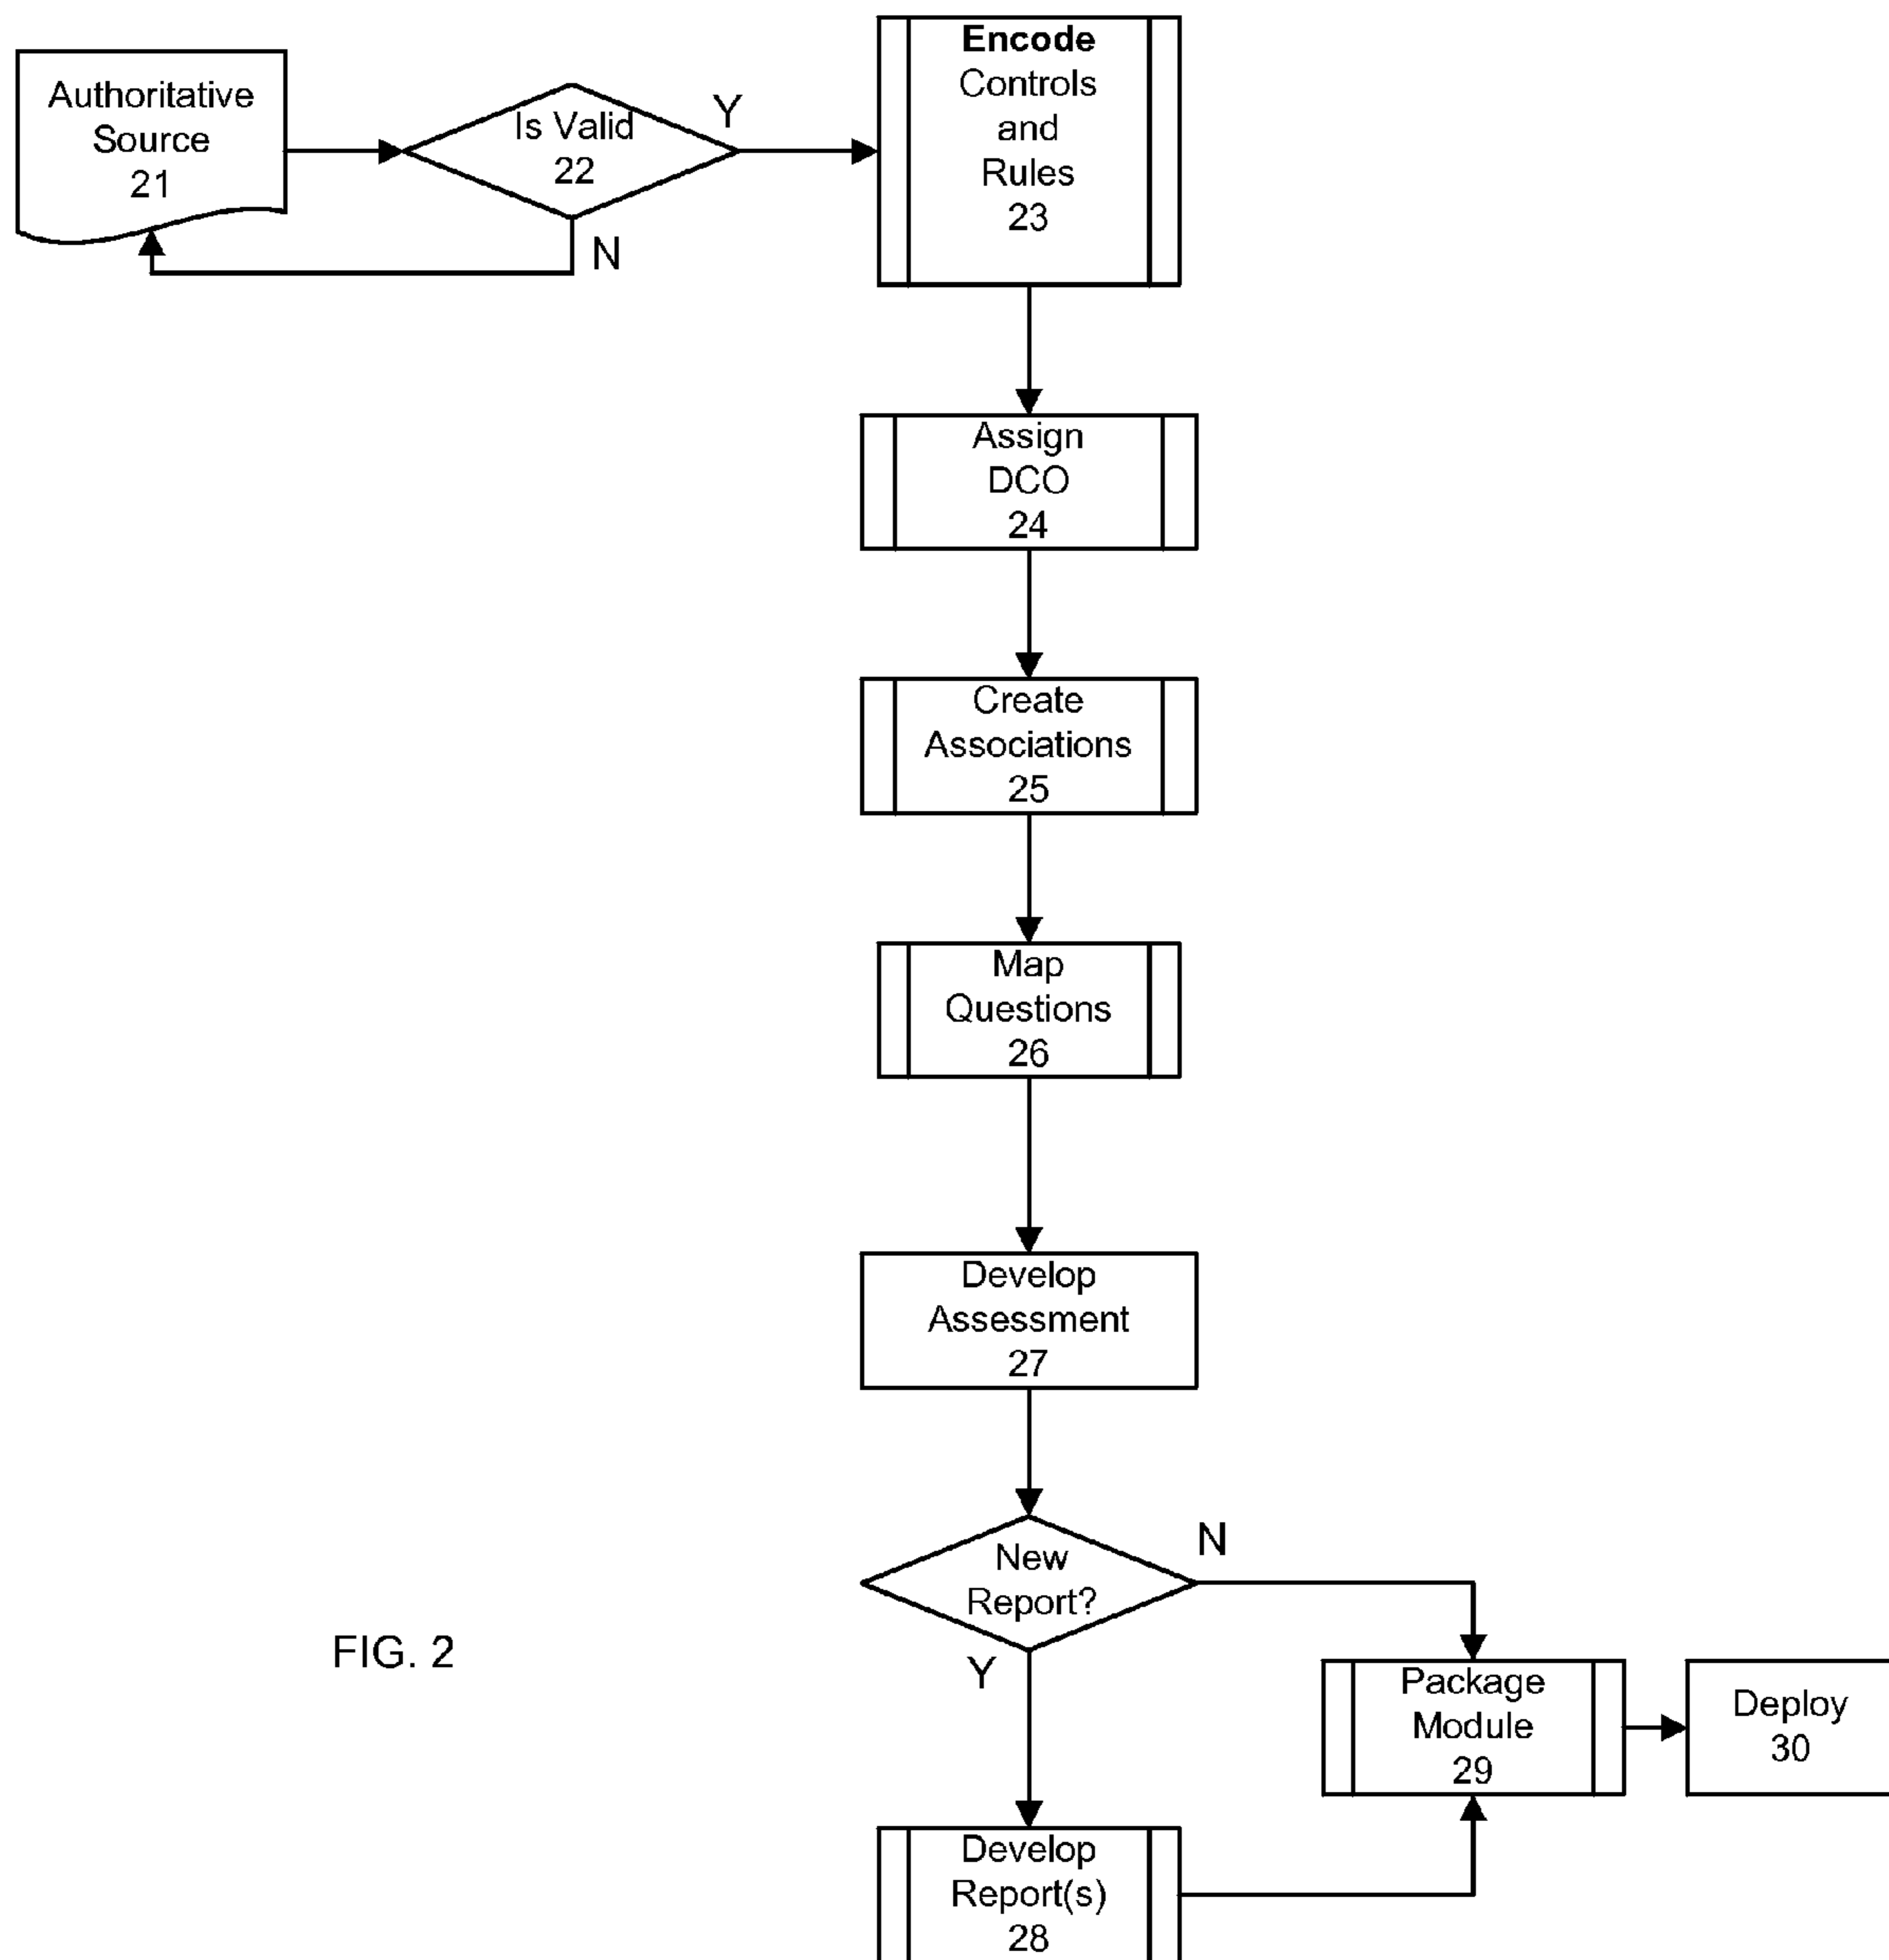 Authoritative
Source
21
Is Valid
22
Y
N
Encode
Controls
and
Rules
23
Assign
DCO
24
Create
Associations
25
Map
Questions
26
Develop
Assessment
27
New
Report?
N
Y
Develop
Report(s)
28
Package
Module
29
Deploy
30
FIG. 2